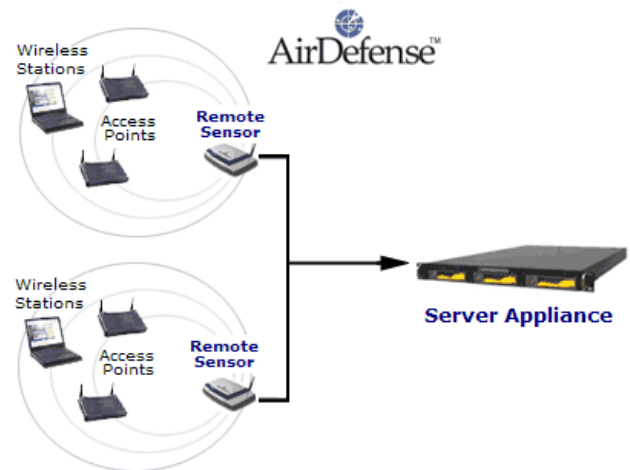 AirDefense™
Wireless
Stations
Access
Points
Remote
Sensor
Wireless
Stations
Access
Points
Remote
Sensor
Server Appliance